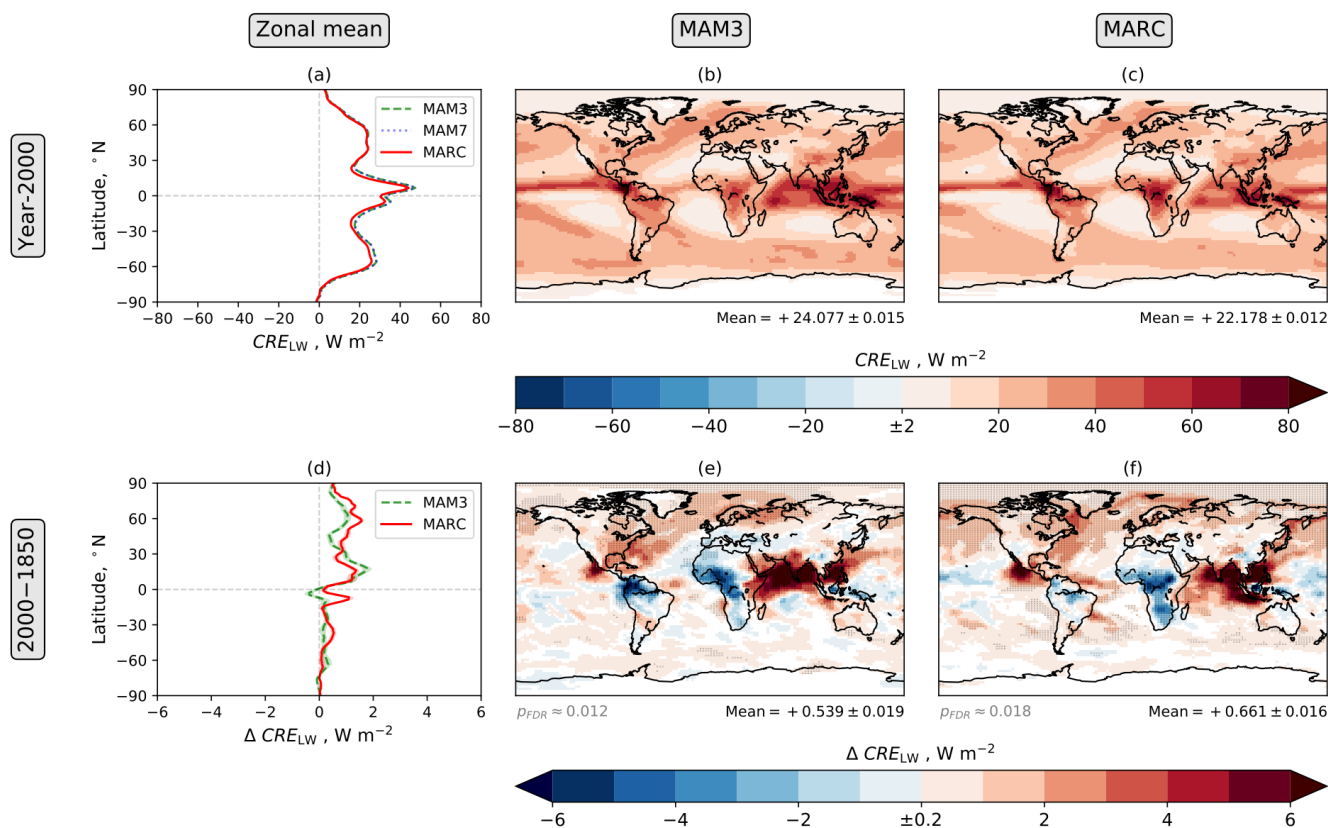 Zonal mean
MAM3
MARC
Year-2000
(a)
90
60
30
0
−30
−60
−90
Latitude, °N
MAM3
MAM7
MARC
−80 −60 −40 −20 0 20 40 60 80
CRE_LW , W m⁻²
(b)
Mean = +24.077 ± 0.015
(c)
Mean = +22.178 ± 0.012
CRE_LW , W m⁻²
−80 −60 −40 −20 ±2 20 40 60 80
2000−1850
(d)
90
60
30
0
−30
−60
−90
Latitude, °N
MAM3
MARC
−6 −4 −2 0 2 4 6
Δ CRE_LW , W m⁻²
(e)
p_FDR ≈ 0.012 Mean = +0.539 ± 0.019
(f)
p_FDR ≈ 0.018 Mean = +0.661 ± 0.016
Δ CRE_LW , W m⁻²
−6 −4 −2 ±0.2 2 4 6